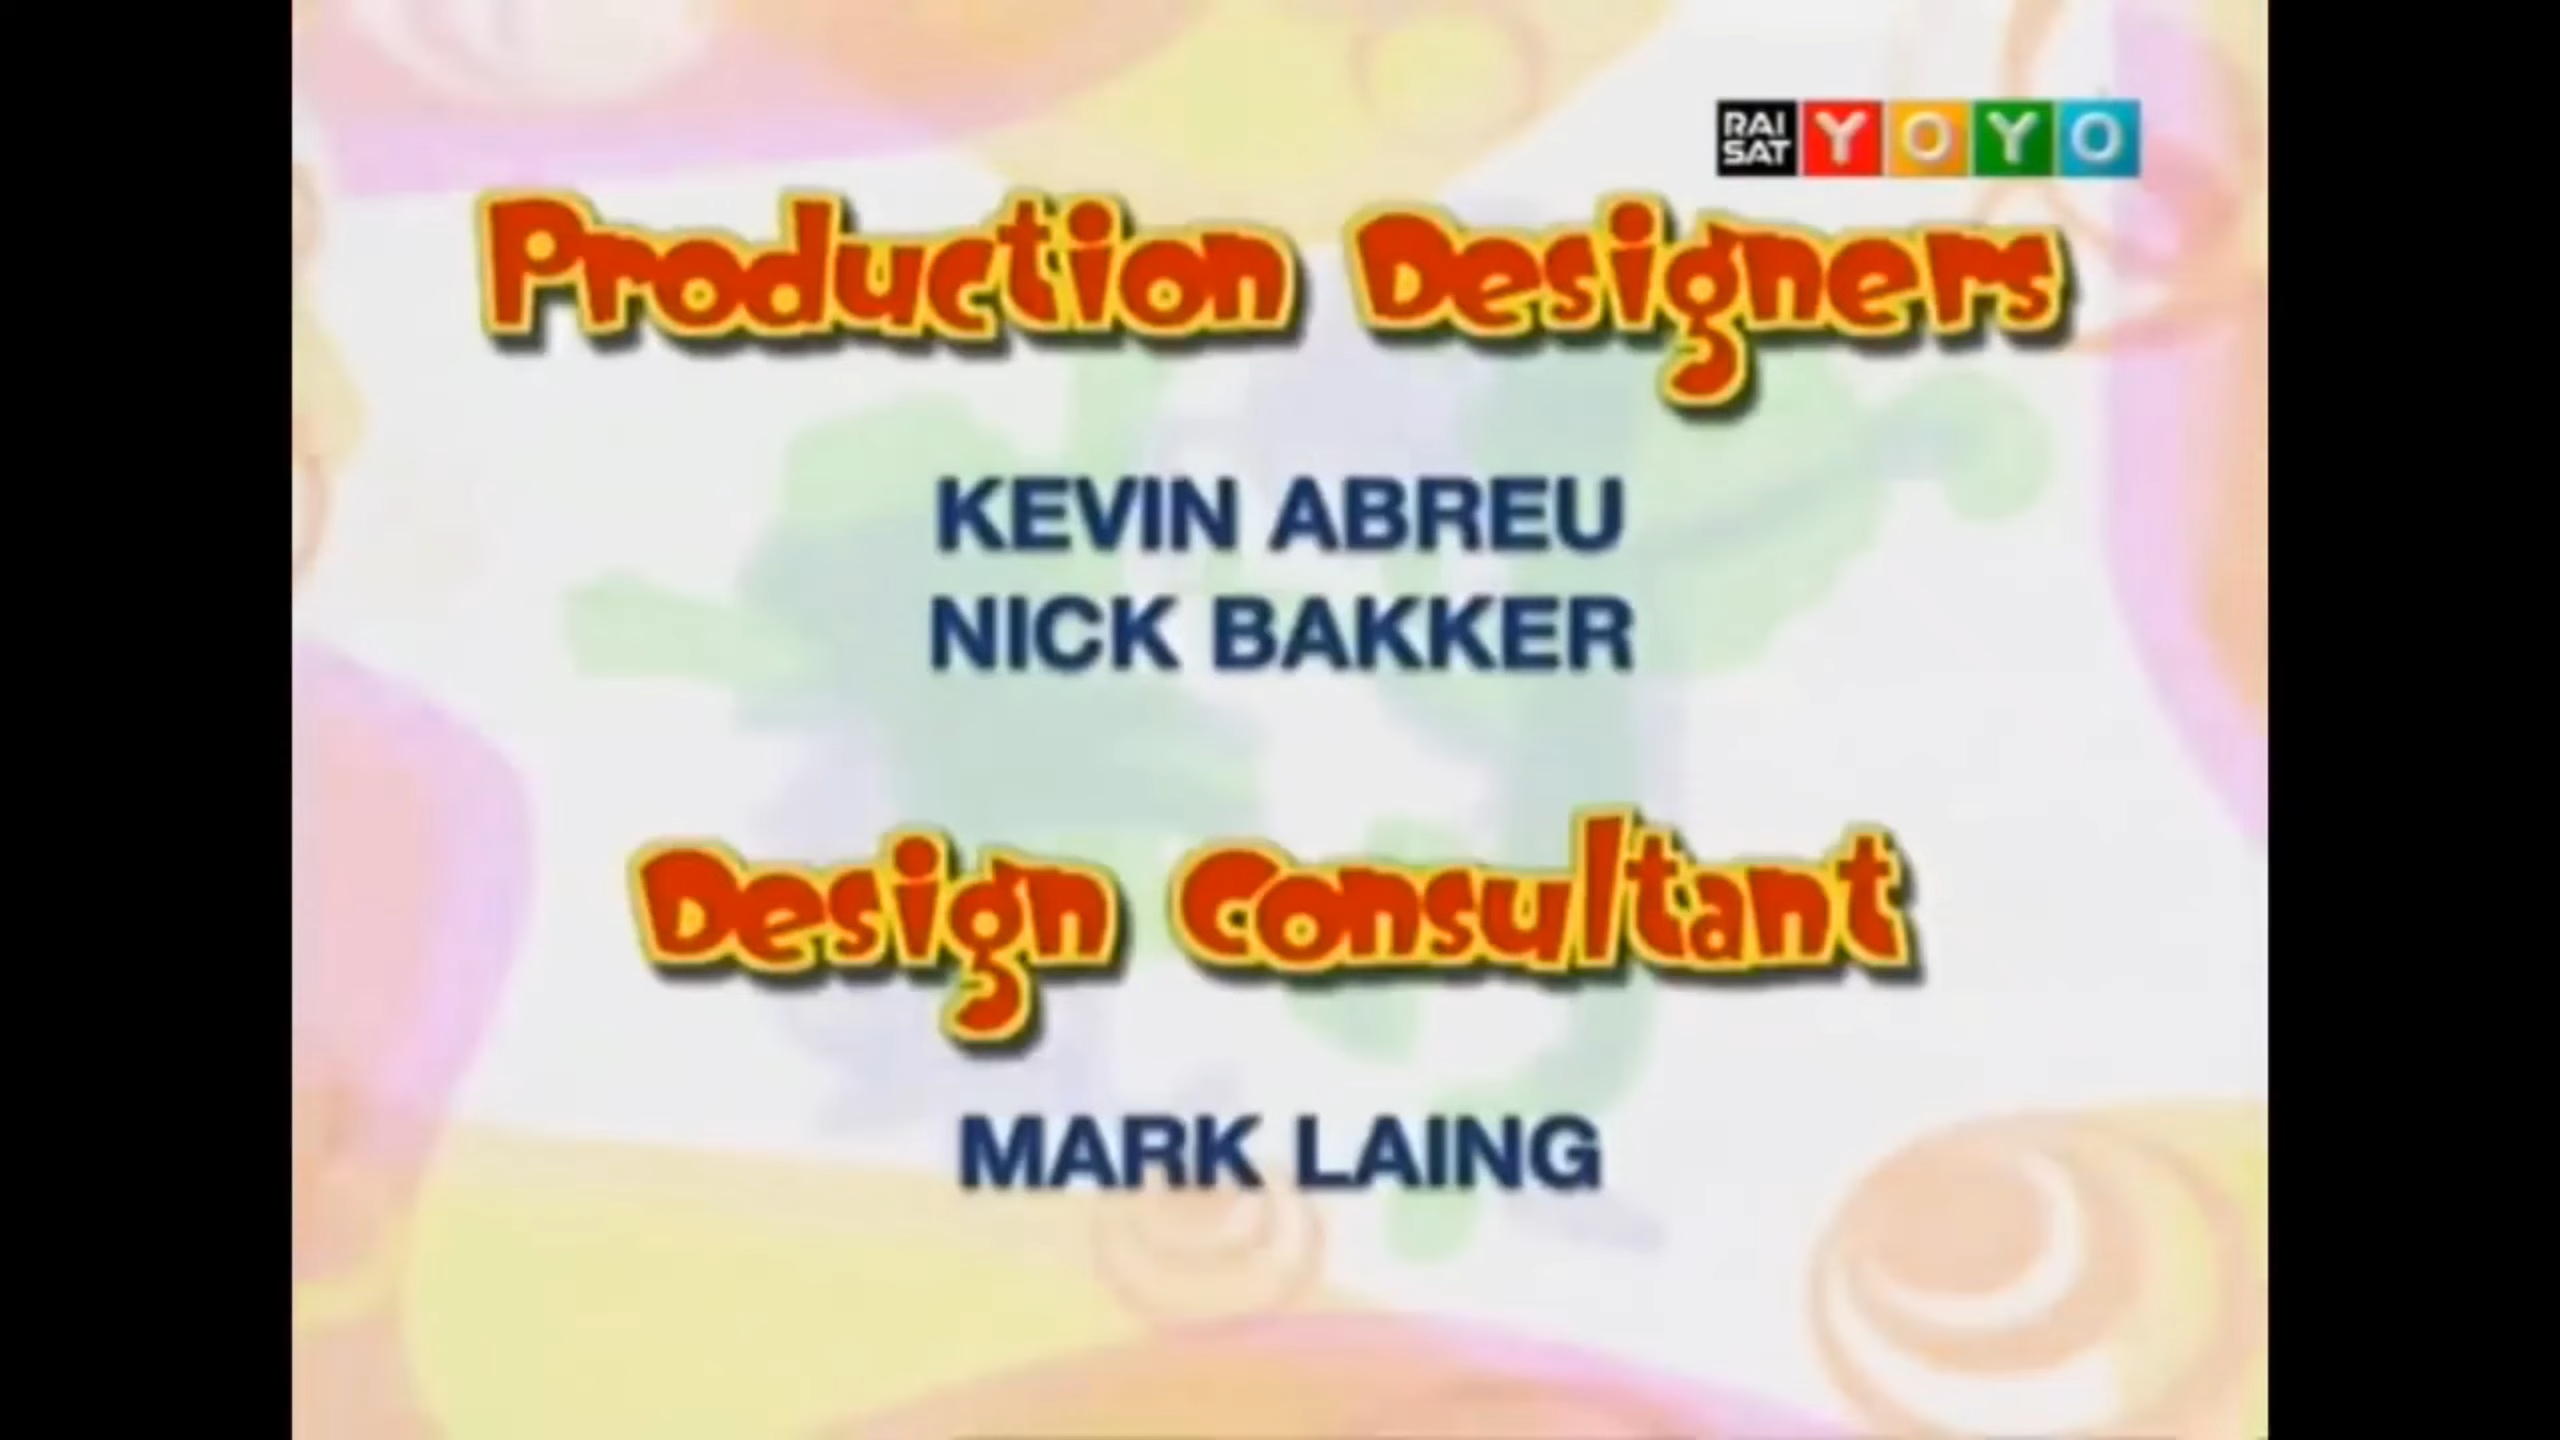 RAI
SAT YOYO
Production Designers
KEVIN ABREU
NICK BAKKER
Design Consultant
MARK LAING